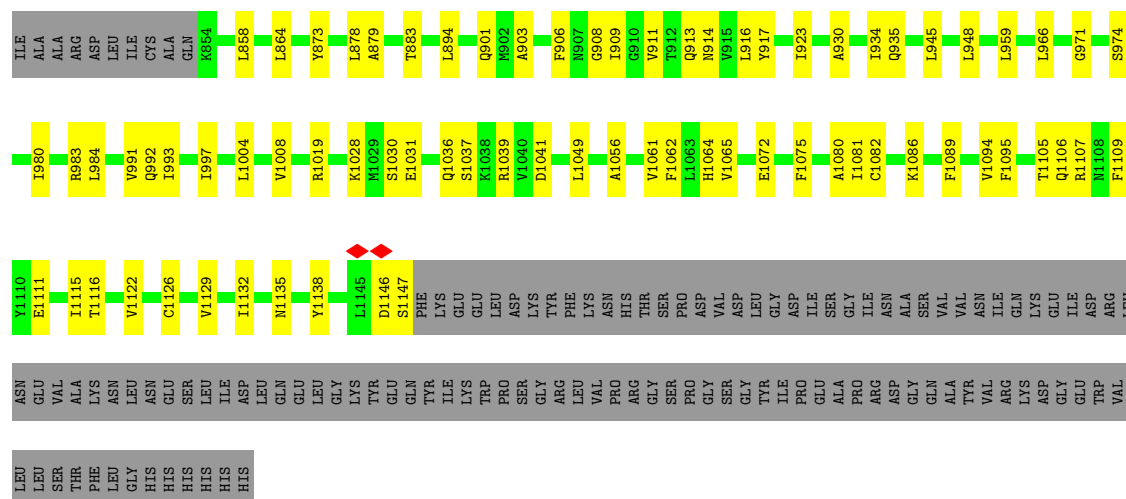 ILE ALA ALA ARG ASP LEU ILE CYS ALA GLN K854 L858 L864 Y873 L878 A879 T883 L894 Q901 M902 A903 F906 N907 G908 I909 G910 V911 T912 Q913 N914 V915 L916 Y917 I923 A930 I934 Q935 L945 L948 L959 L966 G971 S974
I980 R983 L984 V991 Q992 I993 I997 L1004 V1008 R1019 K1028 M1029 S1030 E1031 Q1036 S1037 K1038 R1039 V1040 D1041 L1049 A1056 V1061 F1062 L1063 H1064 V1065 E1072 F1075 A1080 I1081 C1082 K1086 F1089 V1094 F1095 T1105 Q1106 R1107 N1108 F1109
Y1110 E1111 I1115 T1116 V1122 C1126 V1129 I1132 N1135 Y1138 L1145 D1146 S1147 PHE LYS GLU GLU LEU ASP LYS TYR PHE LYS ASN HIS THR SER PRO ASP VAL ASP LEU GLY ASP ILE SER GLY ILE ASN ALA SER VAL VAL ASN ILE GLN LYS GLU ILE ASP ARG
ASN GLU VAL ALA LYS ASN LEU ASN GLU SER LEU ILE ASP LEU GLN GLU LEU GLY LYS TYR GLU GLN TYR ILE LYS TRP PRO SER GLY ARG LEU VAL PRO ARG GLY SER PRO GLY SER GLY TYR ILE PRO GLU ALA PRO ARG ASP GLY GLN ALA TYR VAL ARG LYS ASP GLY GLU TRP VAL
LEU LEU SER THR PHE LEU GLY HIS HIS HIS HIS HIS HIS